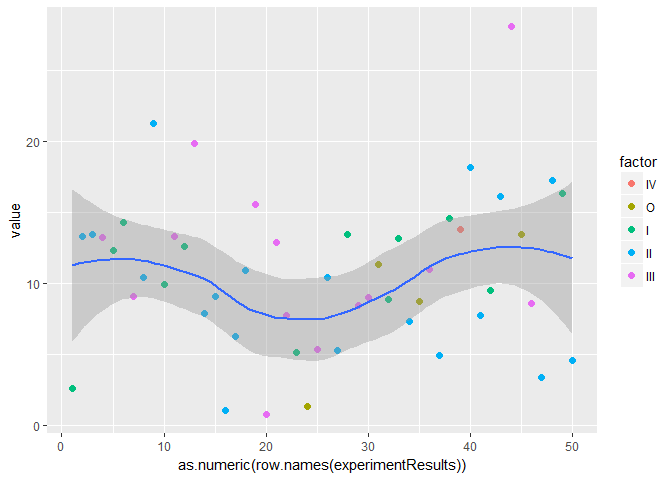 value
20
10
0
0
10
20
30
40
50
as.numeric(row.names(experimentResults))
factor
IV
O
I
II
III